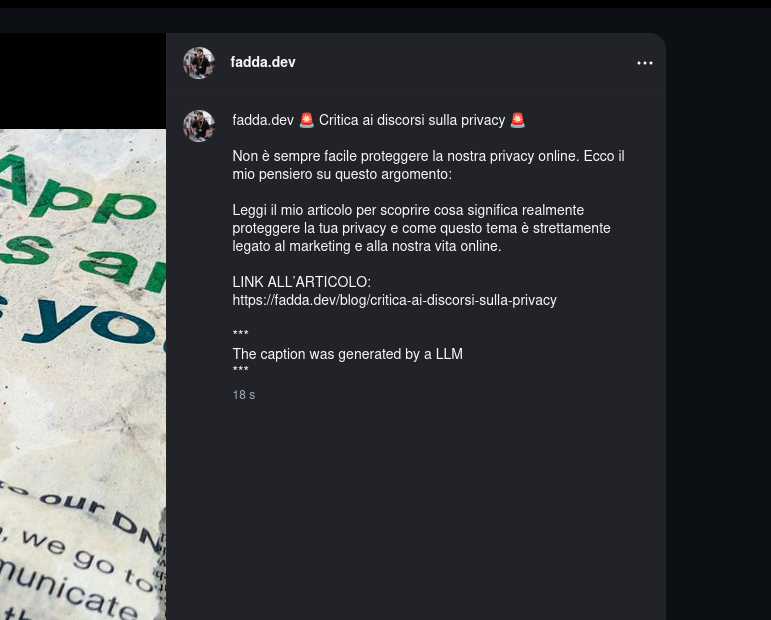 fadda.dev
fadda.dev 🚨 Critica ai discorsi sulla privacy 🚨
Non è sempre facile proteggere la nostra privacy online. Ecco il
mio pensiero su questo argomento:
Leggi il mio articolo per scoprire cosa significa realmente
proteggere la tua privacy e come questo tema è strettamente
legato al marketing e alla nostra vita online.
LINK ALL'ARTICOLO:
https://fadda.dev/blog/critica-ai-discorsi-sulla-privacy
***
The caption was generated by a LLM
***
18 s
App
our DN
we go to